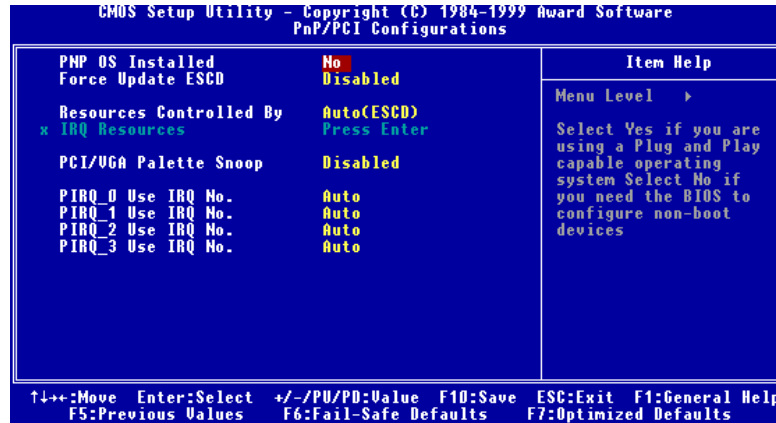 CMOS Setup Utility - Copyright (C) 1984-1999 Award Software
PnP/PCI Configurations
PNP OS Installed No
Force Update ESCD Disabled
Resources Controlled By Auto(ESCD)
x IRQ Resources Press Enter
PCI/VGA Palette Snoop Disabled
PIRQ_0 Use IRQ No. Auto
PIRQ_1 Use IRQ No. Auto
PIRQ_2 Use IRQ No. Auto
PIRQ_3 Use IRQ No. Auto
Item Help
Menu Level ▸
Select Yes if you are
using a Plug and Play
capable operating
system Select No if
you need the BIOS to
configure non-boot
devices
↑↓→←:Move Enter:Select +/-/PU/PD:Value F10:Save ESC:Exit F1:General Help
F5:Previous Values F6:Fail-Safe Defaults F7:Optimized Defaults